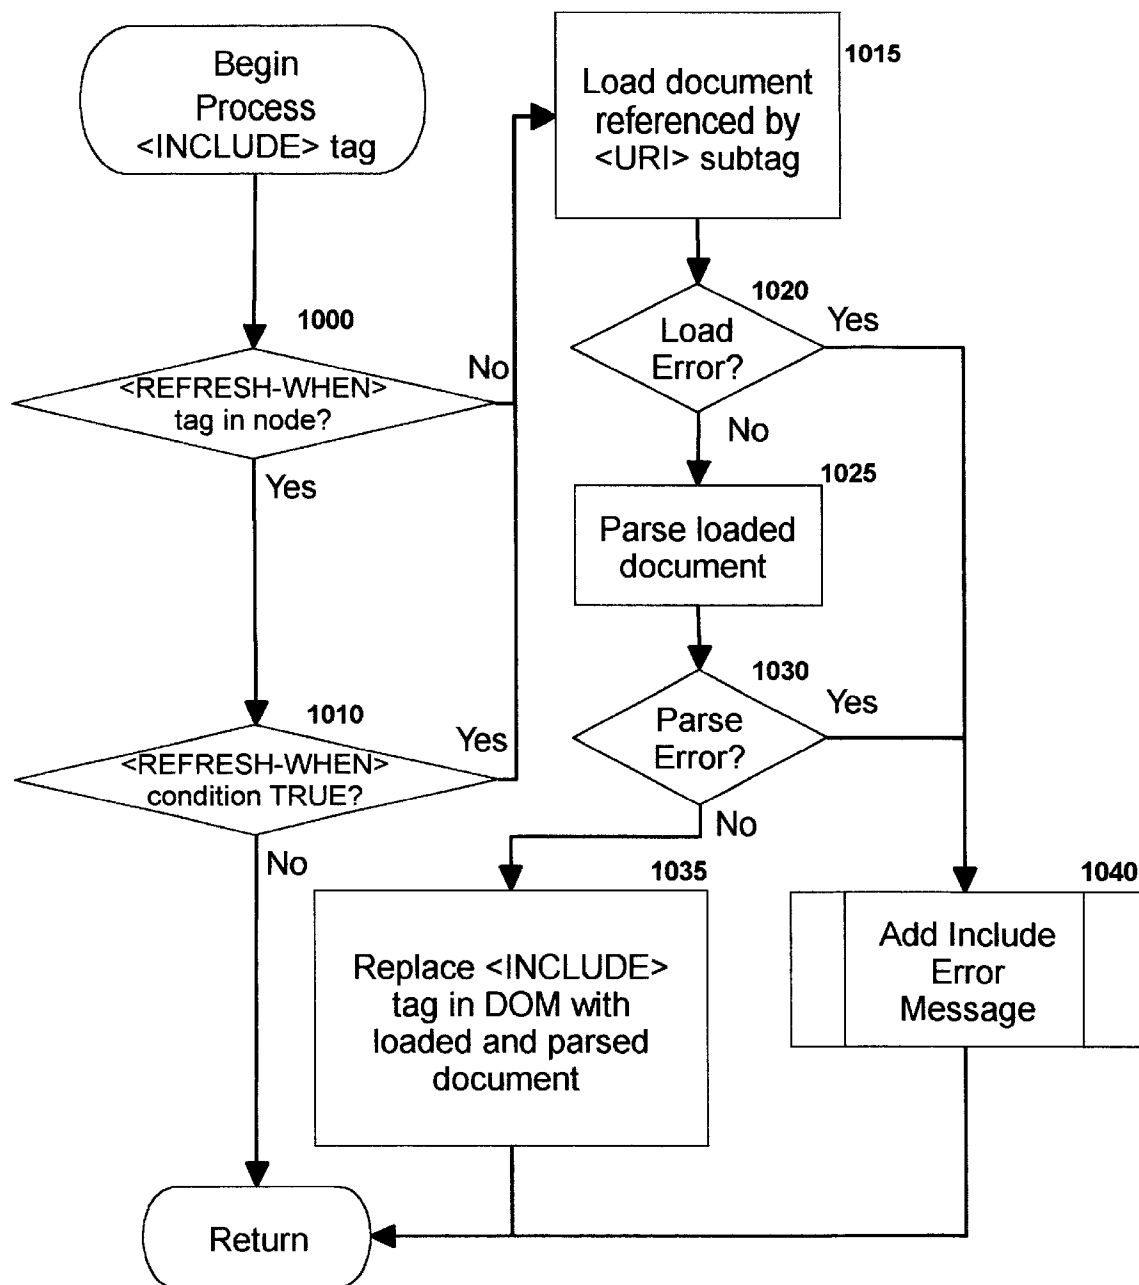 Begin
Process
<INCLUDE> tag
1000
<REFRESH-WHEN>
tag in node?
No
Yes
1010
<REFRESH-WHEN>
condition TRUE?
Yes
No
1015
Load document
referenced by
<URI> subtag
1020
Load
Error?
Yes
No
1025
Parse loaded
document
1030
Parse
Error?
Yes
No
1035
Replace <INCLUDE>
tag in DOM with
loaded and parsed
document
1040
Add Include
Error
Message
Return